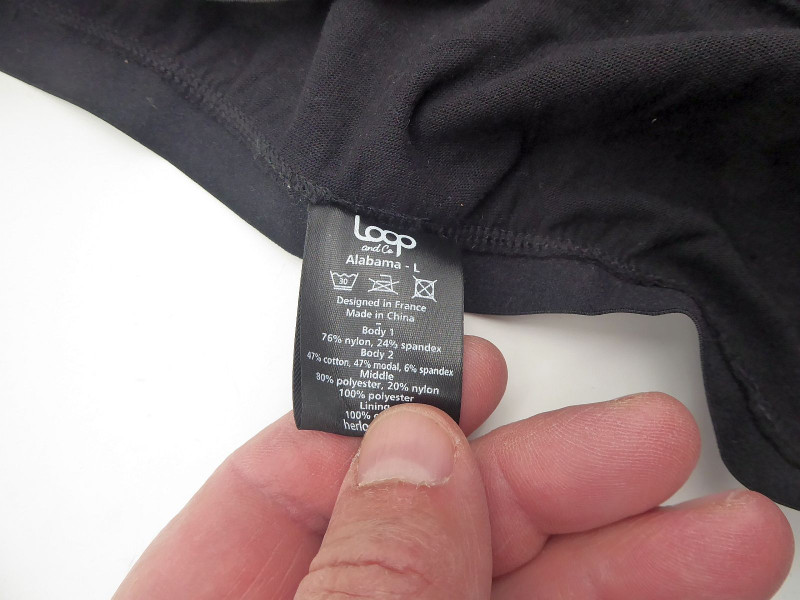 Loop
and Co
Alabama - L
30
Designed in France
Made in China
-
Body 1
76% nylon, 24% spandex
Body 2
47% cotton, 47% modal, 6% spandex
Middle
80% polyester, 20% nylon
100% polyester
Lining
100%